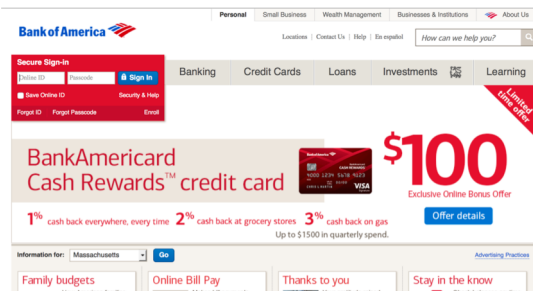 Personal Small Business Wealth Management Businesses & Institutions About Us
Bank of America
Locations | Contact Us | Help | En español
How can we help you?
Secure Sign-in
Online ID Passcode Sign In
Save Online ID Security & Help
Forgot ID Forgot Passcode Enroll
Banking Credit Cards Loans Investments Learning
Limited
time offer
BankAmericard
Cash Rewards™ credit card
VISA
$100
Exclusive Online Bonus Offer
Offer details
1% cash back everywhere, every time 2% cash back at grocery stores 3% cash back on gas
Up to $1500 in quarterly spend.
Information for: Massachusetts Go
Advertising Practices
Family budgets Online Bill Pay Thanks to you Stay in the know